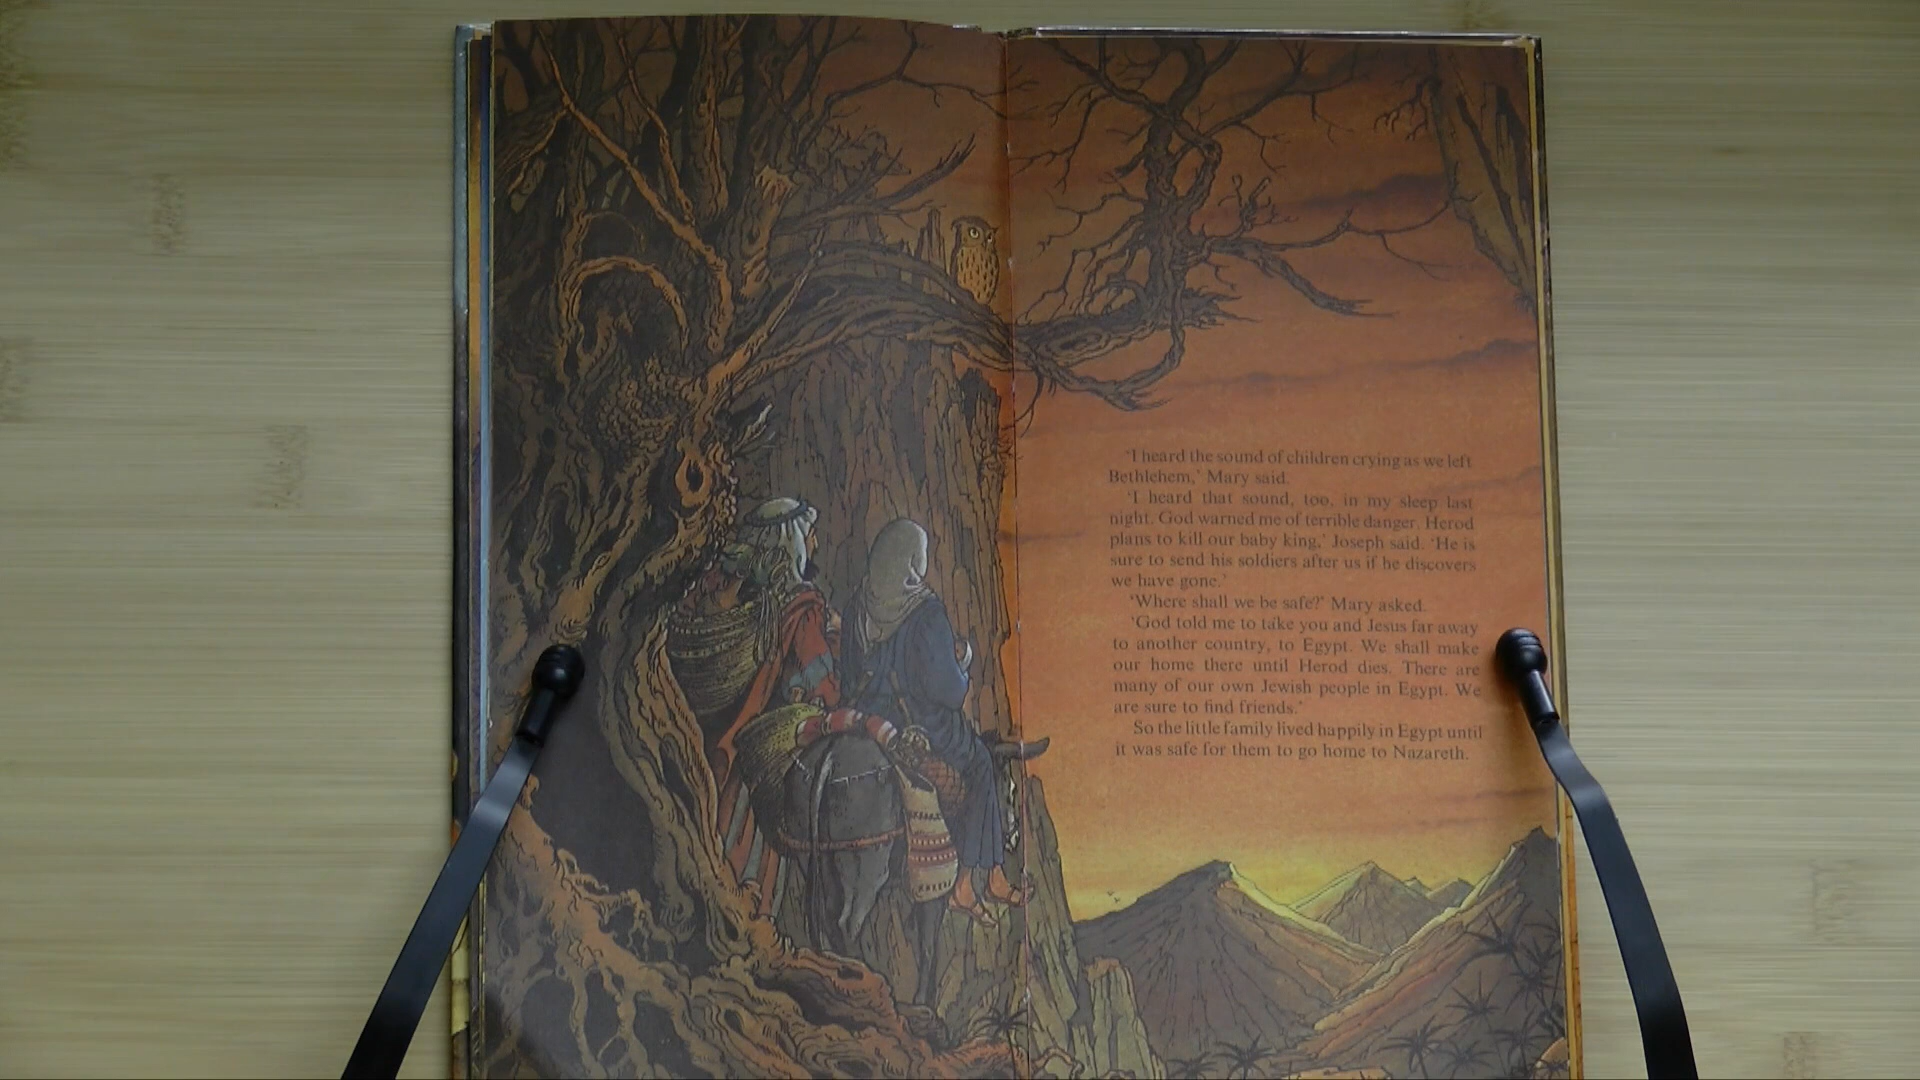 ‘I heard the sound of children crying as we left
Bethlehem,’ Mary said.
‘I heard that sound, too, in my sleep last
night. God warned me of terrible danger. Herod
plans to kill our baby king,’ Joseph said. ‘He is
sure to send his soldiers after us if he discovers
we have gone.’
‘Where shall we be safe?’ Mary asked.
‘God told me to take you and Jesus far away
to another country, to Egypt. We shall make
our home there until Herod dies. There are
many of our own Jewish people in Egypt. We
are sure to find friends.’
So the little family lived happily in Egypt until
it was safe for them to go home to Nazareth.